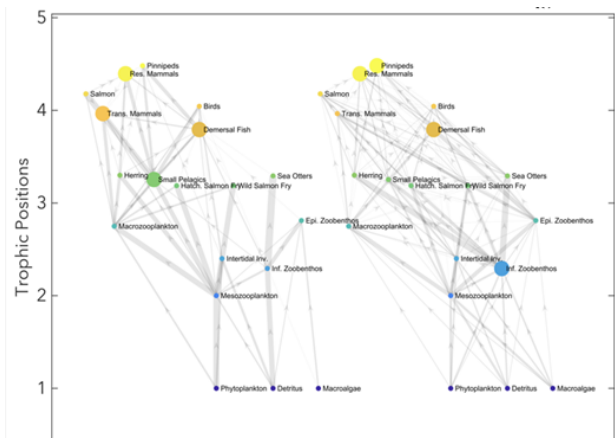 5
Pinnipeds
Pinnipeds
Res. Mammals
Res. Mammals
Salmon
Salmon
4
Birds
Birds
Trans. Mammals
Trans. Mammals
Demersal Fish
Demersal Fish
Herring
Small Pelagics
Sea Otters
Herring
Small Pelagics
Sea Otters
Hatch. Salmon Fry
Wild Salmon Fry
Hatch. Salmon Fry
Wild Salmon Fry
3
Macrozooplankton
Epi. Zoobenthos
Macrozooplankton
Epi. Zoobenthos
Intertidal Inv.
Intertidal Inv.
Inf. Zoobenthos
Inf. Zoobenthos
2
Mesozooplankton
Mesozooplankton
1
Phytoplankton
Detritus
Macroalgae
Phytoplankton
Detritus
Macroalgae
Trophic Positions